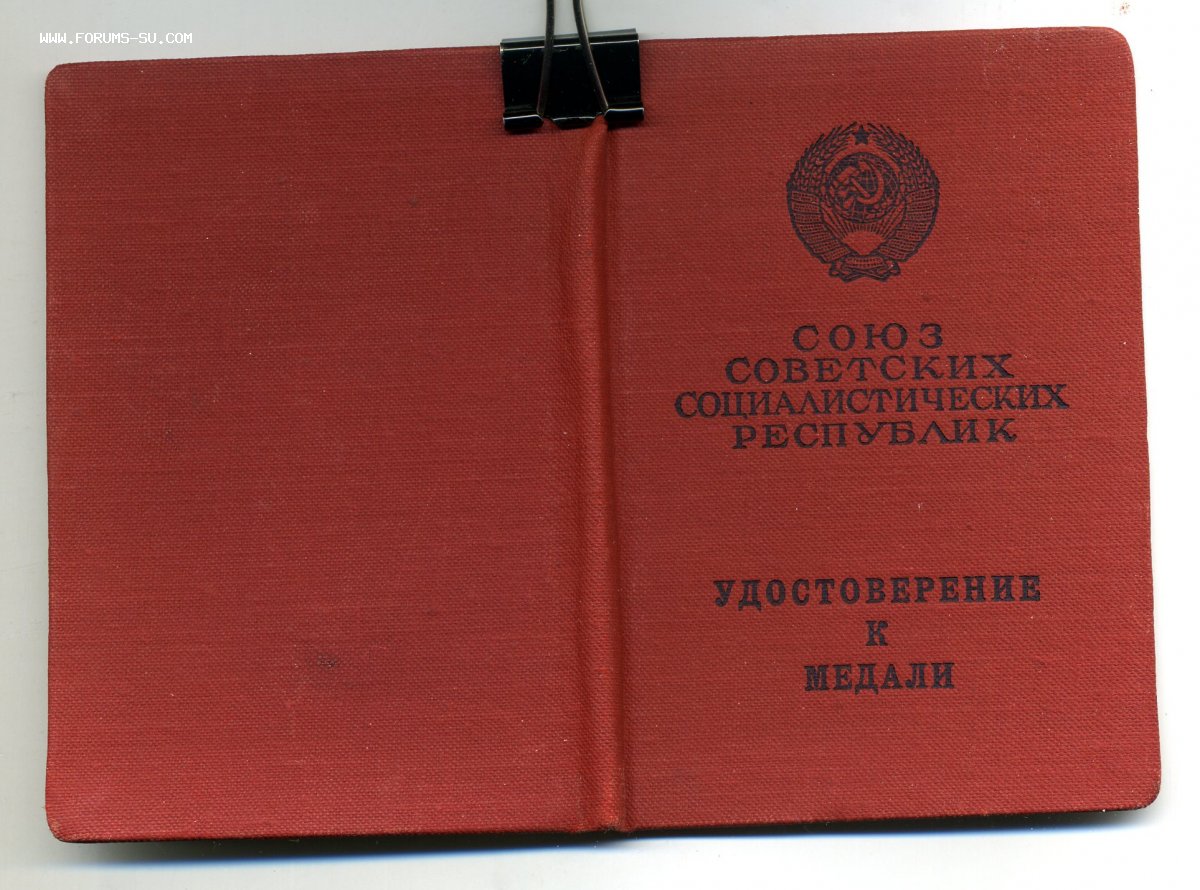 WWW.FORUMS-SU.COM
СОЮЗ
СОВЕТСКИХ
СОЦИАЛИСТИЧЕСКИХ
РЕСПУБЛИК
УДОСТОВЕРЕНИЕ
К
МЕДАЛИ